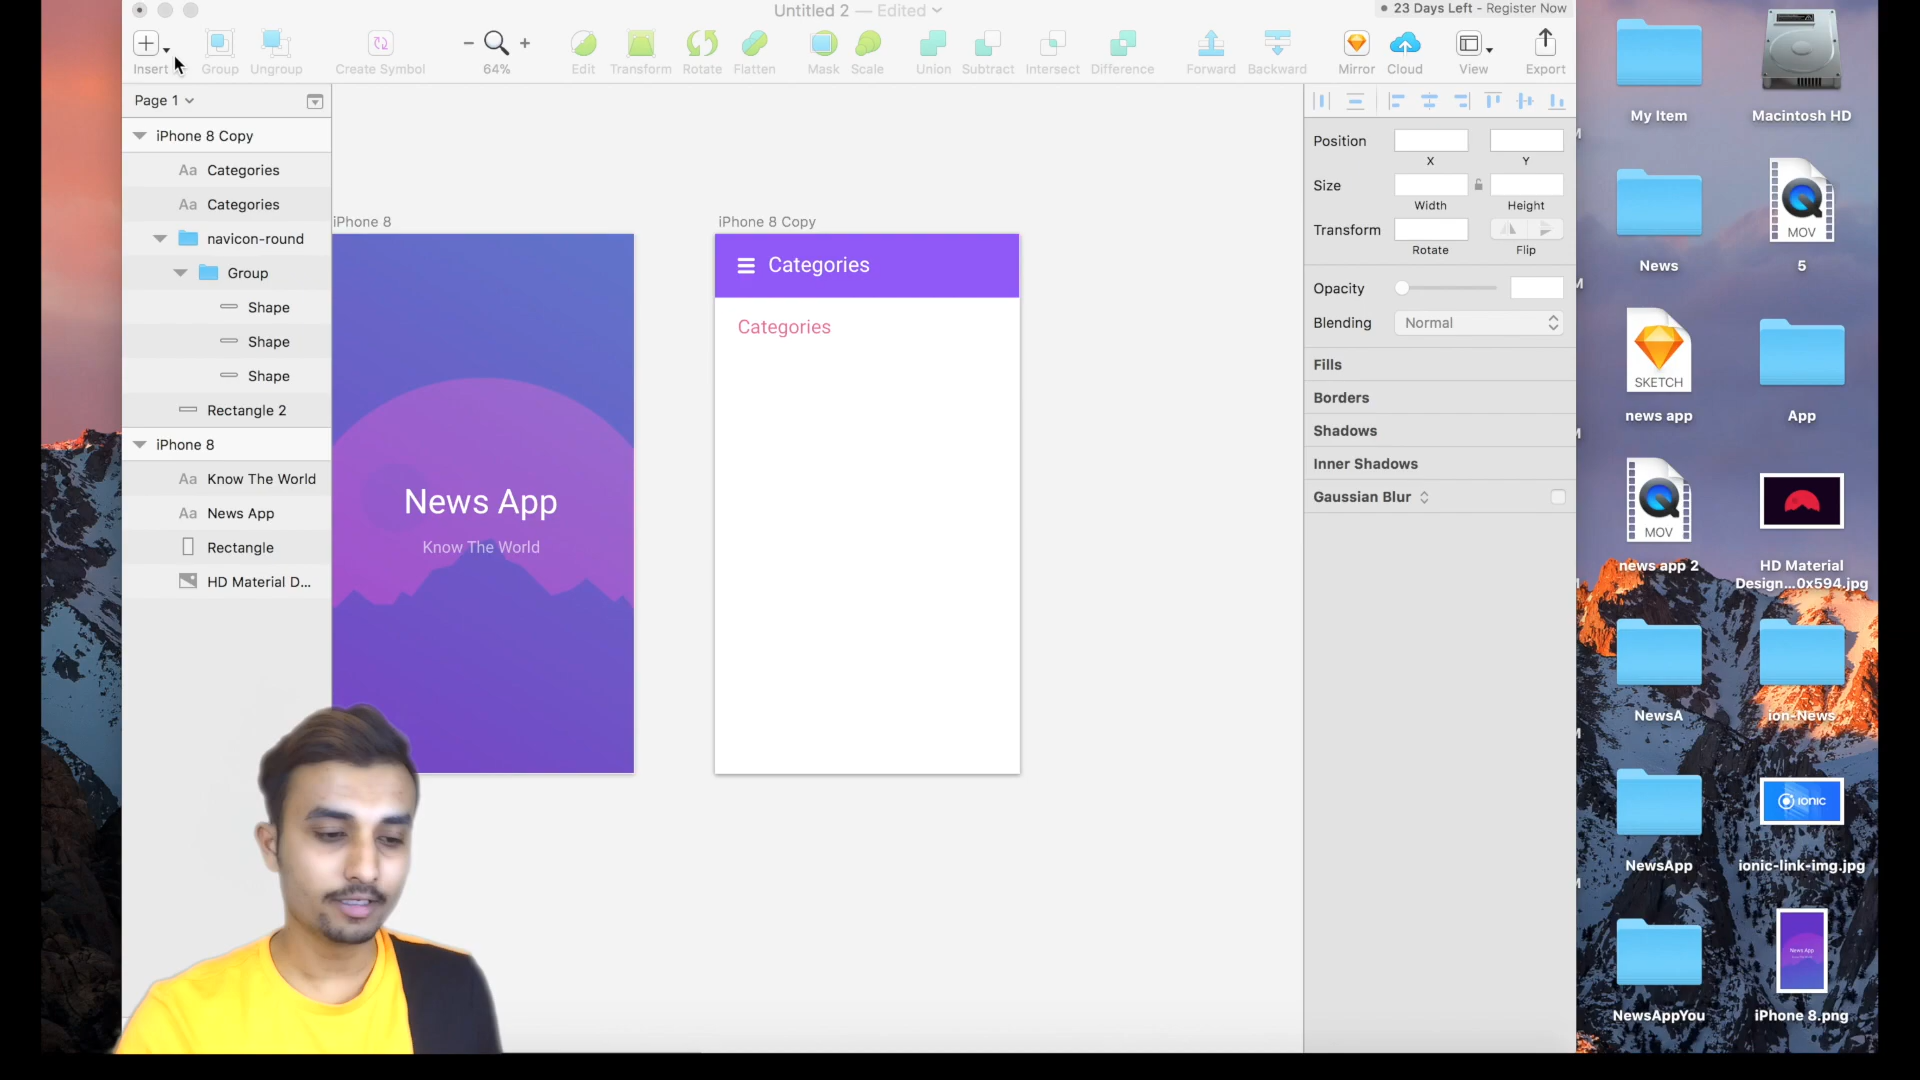 Untitled 2 — Edited
23 Days Left - Register Now
Insert
Group
Ungroup
Create Symbol
64%
Edit
Transform
Rotate
Flatten
Mask
Scale
Union
Subtract
Intersect
Difference
Forward
Backward
Mirror
Cloud
View
Export
Page 1
iPhone 8 Copy
Aa Categories
Aa Categories
navicon-round
Group
Shape
Shape
Shape
Rectangle 2
iPhone 8
Aa Know The World
Aa News App
Rectangle
HD Material D...
iPhone 8
News App
Know The World
iPhone 8 Copy
Categories
Categories
Position
X
Y
Size
Width
Height
Transform
Rotate
Flip
Opacity
Blending
Normal
Fills
Borders
Shadows
Inner Shadows
Gaussian Blur
My Item
Macintosh HD
News
MOV
5
SKETCH
news app
App
MOV
news app 2
HD Material
Design...0x594.jpg
NewsA
ion-News
NewsApp
IONIC
ionic-link-img.jpg
NewsAppYou
News App
iPhone 8.png